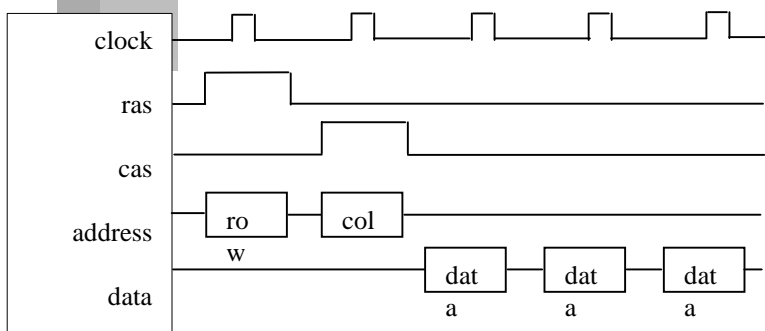 clock
ras
cas
ro
w
col
address
dat
a
dat
a
dat
a
data